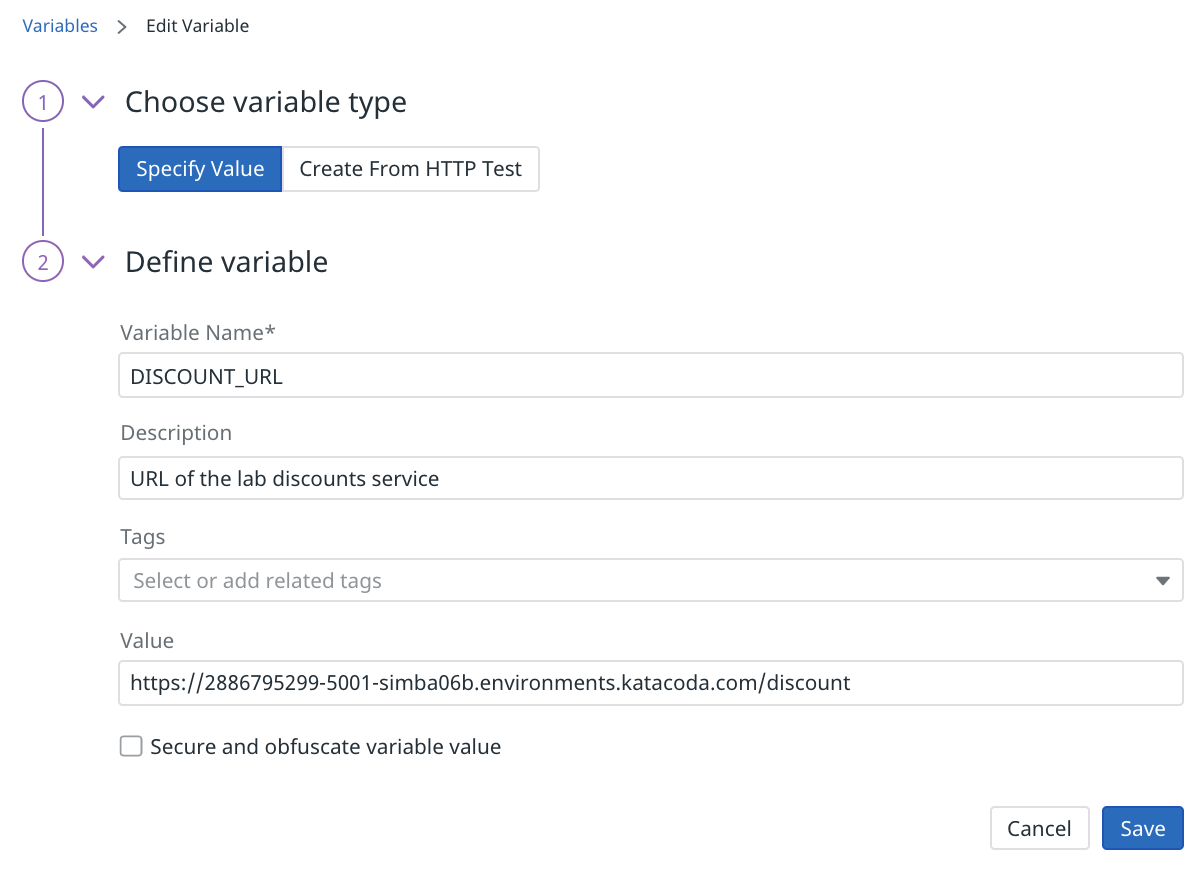 Variables > Edit Variable
1 Choose variable type
Specify Value Create From HTTP Test
2 Define variable
Variable Name*
DISCOUNT_URL
Description
URL of the lab discounts service
Tags
Select or add related tags
Value
https://2886795299-5001-simba06b.environments.katacoda.com/discount
Secure and obfuscate variable value
Cancel Save